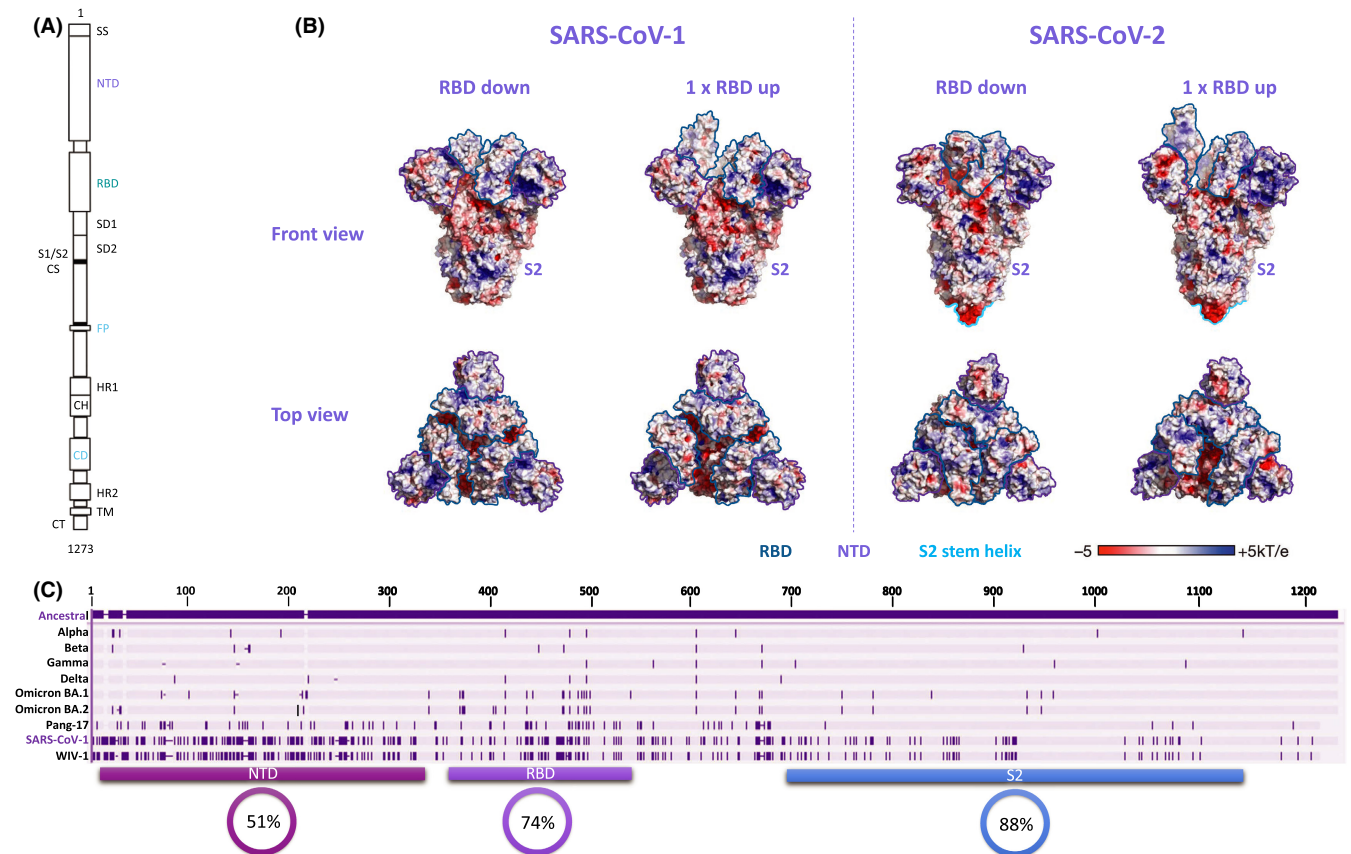 (A)
1
SS
NTD
RBD
SD1
SD2
S1/S2
CS
FP
HR1
CH
CD
HR2
TM
CT
1273
(B)
SARS-CoV-1
SARS-CoV-2
RBD down
1 x RBD up
RBD down
1 x RBD up
Front view
S2
S2
S2
S2
Top view
RBD
NTD
S2 stem helix
−5
+5kT/e
(C)
1
100
200
300
400
500
600
700
800
900
1000
1100
1200
Ancestral
Alpha
Beta
Gamma
Delta
Omicron BA.1
Omicron BA.2
Pang-17
SARS-CoV-1
WIV-1
NTD
RBD
S2
51%
74%
88%